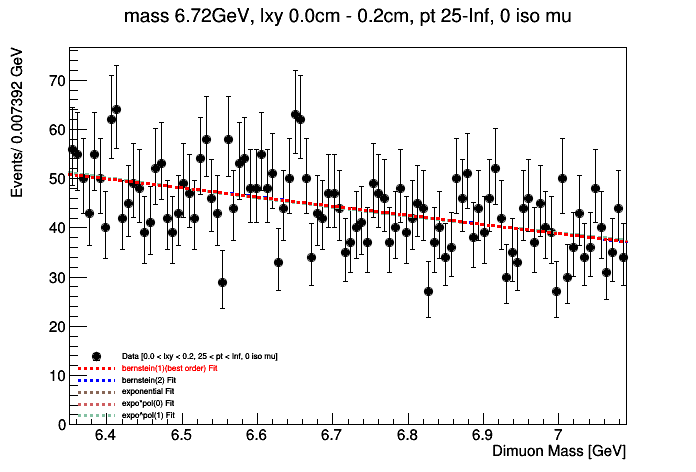 mass 6.72GeV, lxy 0.0cm - 0.2cm, pt 25-Inf, 0 iso mu
Events/ 0.007392 GeV
70
60
50
40
30
20
10
0
Data [0.0 < lxy < 0.2, 25 < pt < Inf, 0 iso mu]
bernstein(1)(best order) Fit
bernstein(2) Fit
exponential Fit
expo*pol(0) Fit
expo*pol(1) Fit
6.4 6.5 6.6 6.7 6.8 6.9 7
Dimuon Mass [GeV]